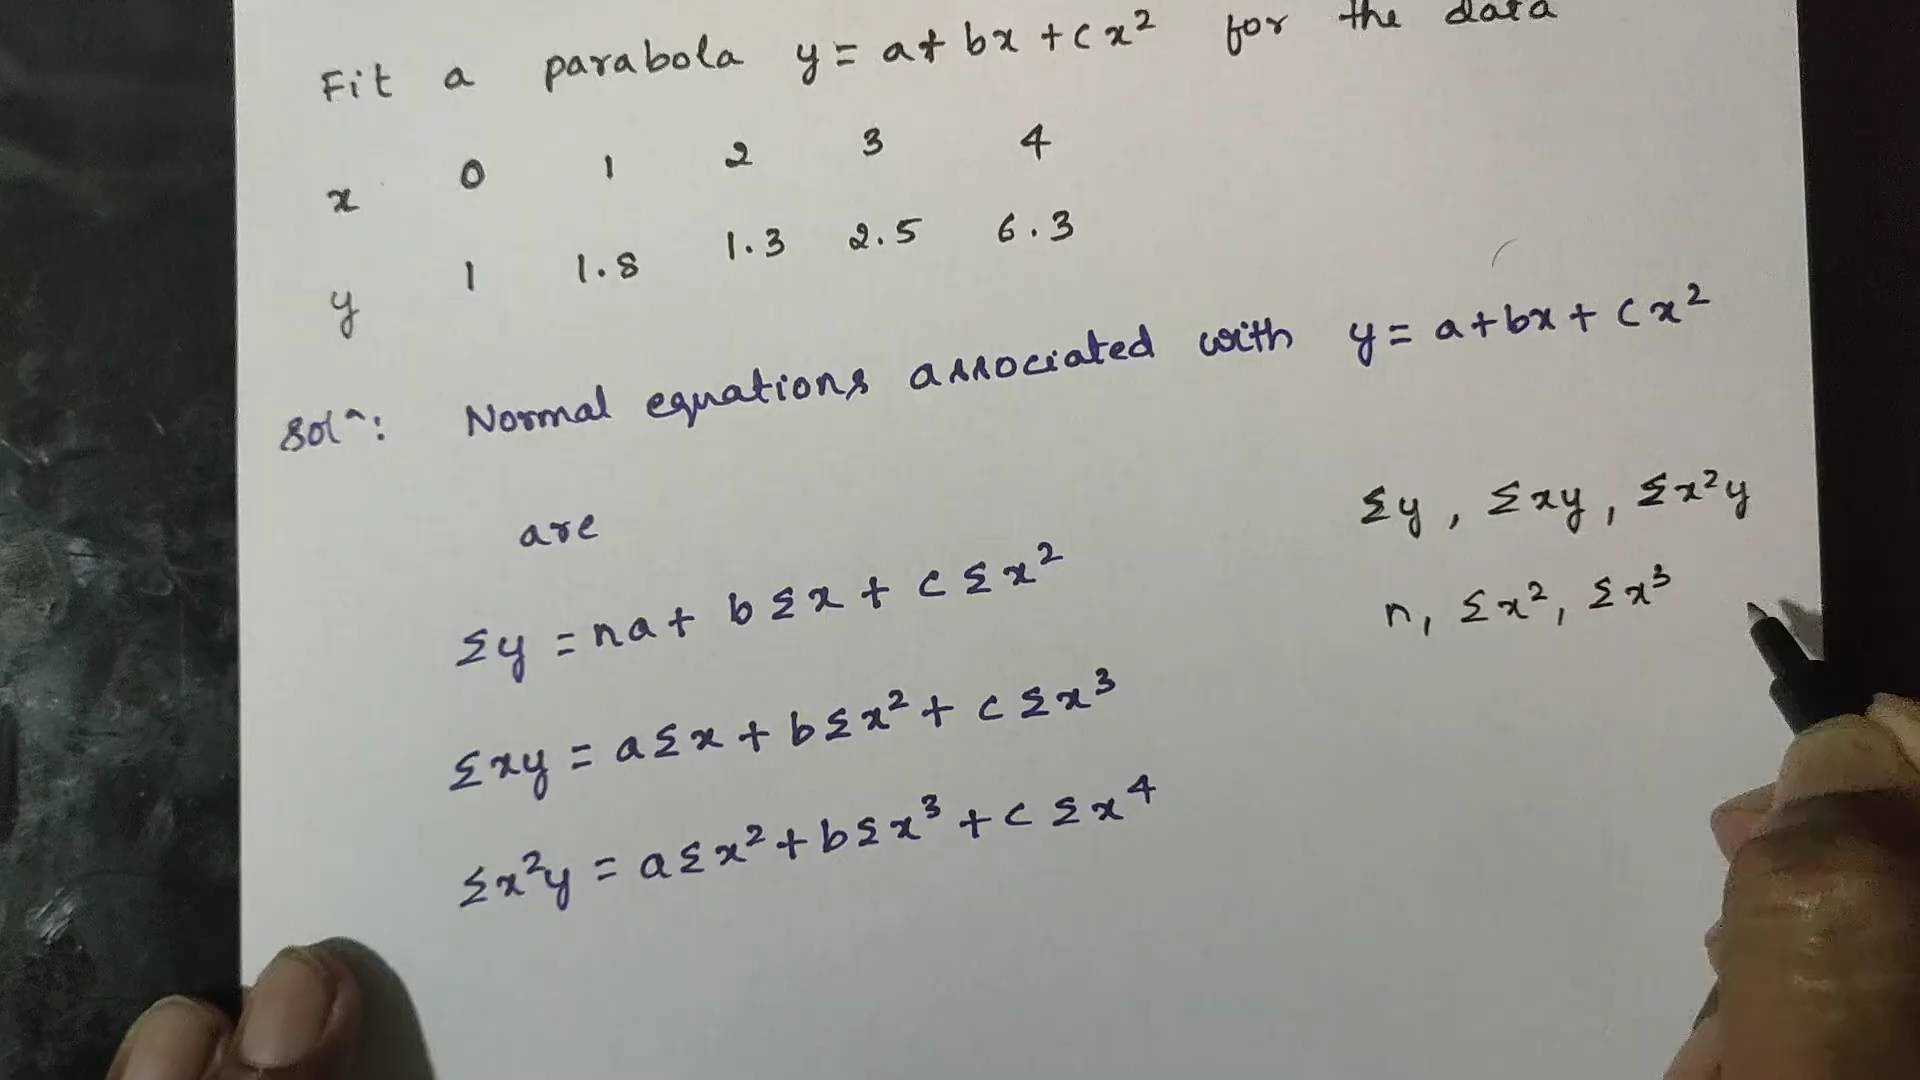 Fit a parabola y = a + bx + cx² for the data
x 0 1 2 3 4
y 1 1.8 1.3 2.5 6.3
Solⁿ: Normal equations associated with y = a + bx + cx²
are
Σy = na + bΣx + cΣx²
Σxy = aΣx + bΣx² + cΣx³
Σx²y = aΣx² + bΣx³ + cΣx⁴
Σy, Σxy, Σx²y
n, Σx², Σx³